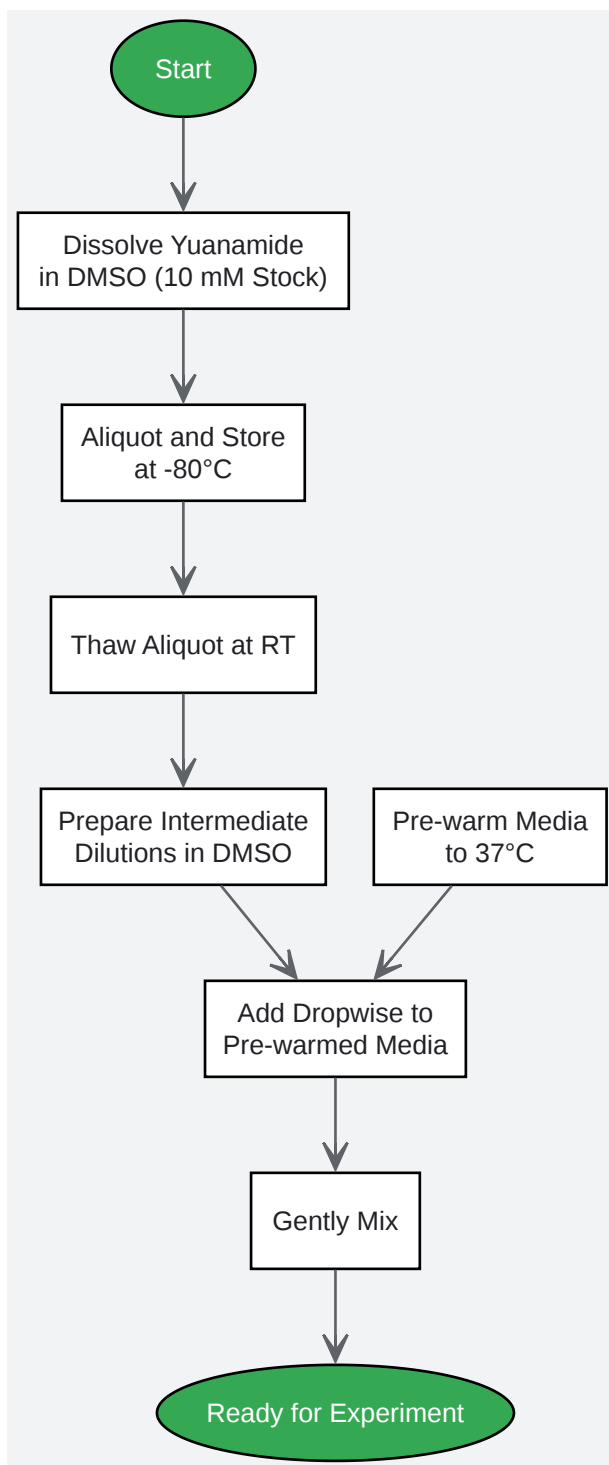 Start
Dissolve Yuanamide
in DMSO (10 mM Stock)
Aliquot and Store
at -80°C
Thaw Aliquot at RT
Prepare Intermediate
Dilutions in DMSO
Pre-warm Media
to 37°C
Add Dropwise to
Pre-warmed Media
Gently Mix
Ready for Experiment